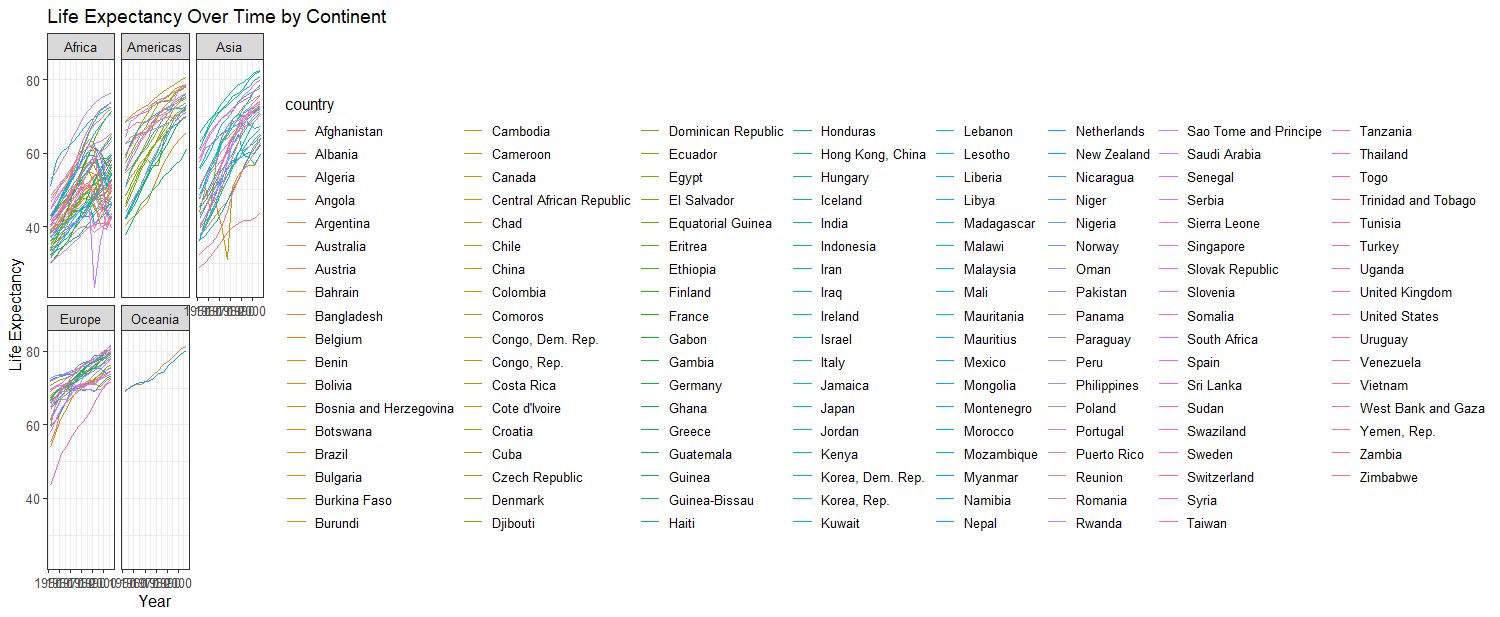 Life Expectancy Over Time by Continent
Africa
Americas
Asia
80
60
40
Europe
Oceania
80
60
40
Life Expectancy
Year
country
Afghanistan
Albania
Algeria
Angola
Argentina
Australia
Austria
Bahrain
Bangladesh
Belgium
Benin
Bolivia
Bosnia and Herzegovina
Botswana
Brazil
Bulgaria
Burkina Faso
Burundi
Cambodia
Cameroon
Canada
Central African Republic
Chad
Chile
China
Colombia
Comoros
Congo, Dem. Rep.
Congo, Rep.
Costa Rica
Cote d'Ivoire
Croatia
Cuba
Czech Republic
Denmark
Djibouti
Dominican Republic
Ecuador
Egypt
El Salvador
Equatorial Guinea
Eritrea
Ethiopia
Finland
France
Gabon
Gambia
Germany
Ghana
Greece
Guatemala
Guinea
Guinea-Bissau
Haiti
Honduras
Hong Kong, China
Hungary
Iceland
India
Indonesia
Iran
Iraq
Ireland
Israel
Italy
Jamaica
Japan
Jordan
Kenya
Korea, Dem. Rep.
Korea, Rep.
Kuwait
Lebanon
Lesotho
Liberia
Libya
Madagascar
Malawi
Malaysia
Mali
Mauritania
Mauritius
Mexico
Mongolia
Montenegro
Morocco
Mozambique
Myanmar
Namibia
Nepal
Netherlands
New Zealand
Nicaragua
Niger
Nigeria
Norway
Oman
Pakistan
Panama
Paraguay
Peru
Philippines
Poland
Portugal
Puerto Rico
Reunion
Romania
Rwanda
Sao Tome and Principe
Saudi Arabia
Senegal
Serbia
Sierra Leone
Singapore
Slovak Republic
Slovenia
Somalia
South Africa
Spain
Sri Lanka
Sudan
Swaziland
Sweden
Switzerland
Syria
Taiwan
Tanzania
Thailand
Togo
Trinidad and Tobago
Tunisia
Turkey
Uganda
United Kingdom
United States
Uruguay
Venezuela
Vietnam
West Bank and Gaza
Yemen, Rep.
Zambia
Zimbabwe